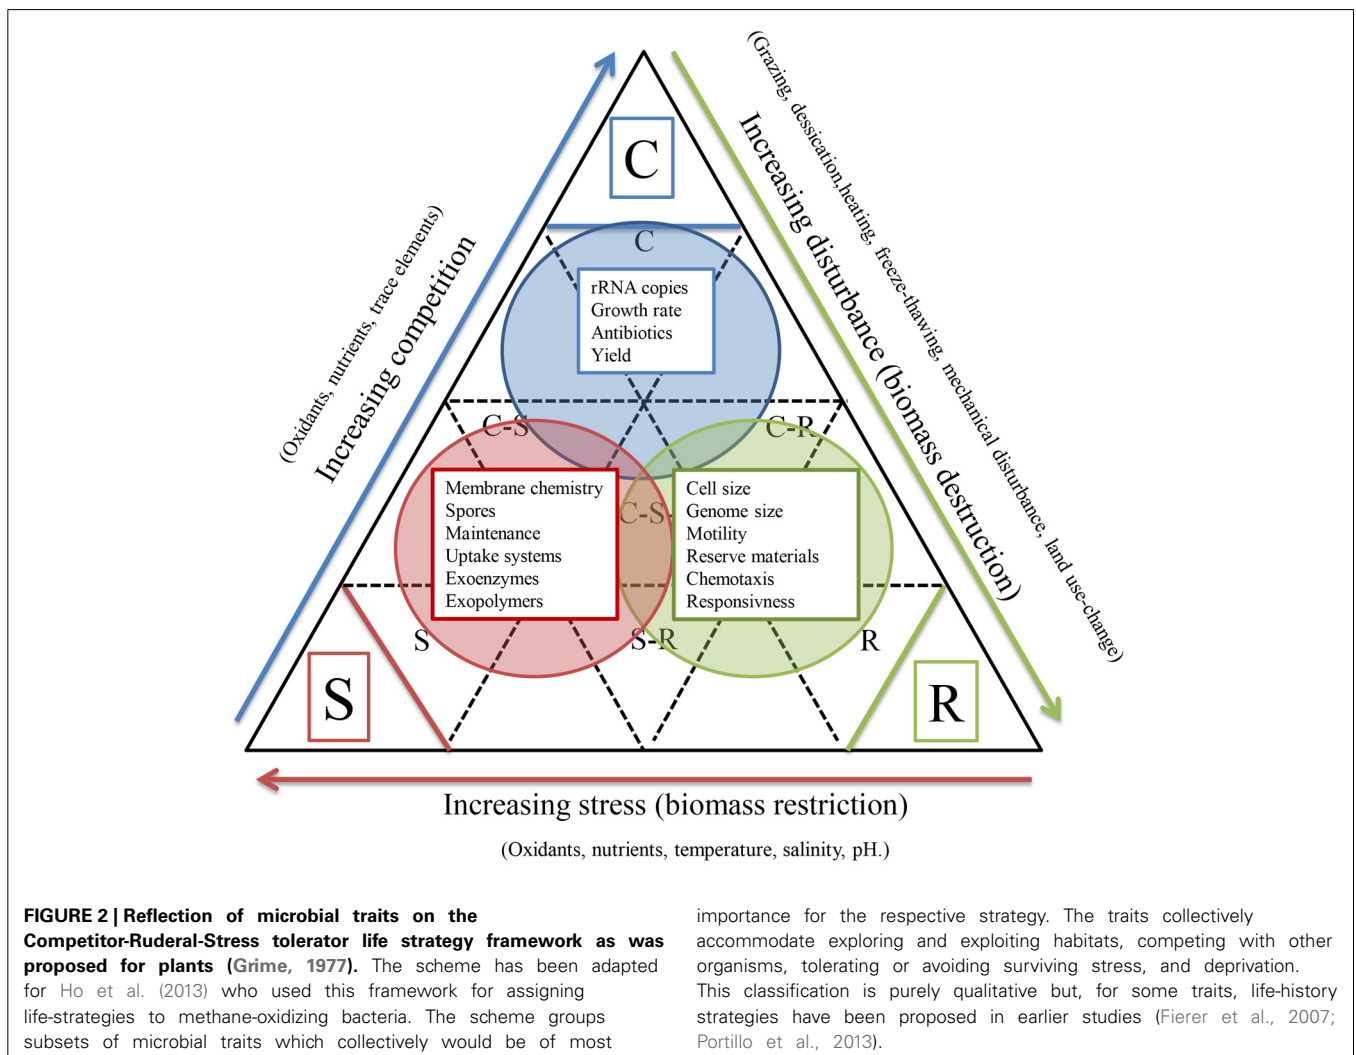 (Grazing, dessication,heating, freeze-thawing, mechanical disturbance, land use-change)
Increasing disturbance (biomass destruction)
(Oxidants, nutrients, trace elements)
Increasing competition
C
C
rRNA copies
Growth rate
Antibiotics
Yield
C-S
C-R
Membrane chemistry
Spores
Maintenance
Uptake systems
Exoenzymes
Exopolymers
C-S-
Cell size
Genome size
Motility
Reserve materials
Chemotaxis
Responsivness
S
S-R
R
S
R
Increasing stress (biomass restriction)
(Oxidants, nutrients, temperature, salinity, pH.)
FIGURE 2 | Reflection of microbial traits on the
Competitor-Ruderal-Stress tolerator life strategy framework as was
proposed for plants (Grime, 1977). The scheme has been adapted
for Ho et al. (2013) who used this framework for assigning
life-strategies to methane-oxidizing bacteria. The scheme groups
subsets of microbial traits which collectively would be of most
importance for the respective strategy. The traits collectively
accommodate exploring and exploiting habitats, competing with other
organisms, tolerating or avoiding surviving stress, and deprivation.
This classification is purely qualitative but, for some traits, life-history
strategies have been proposed in earlier studies (Fierer et al., 2007;
Portillo et al., 2013).